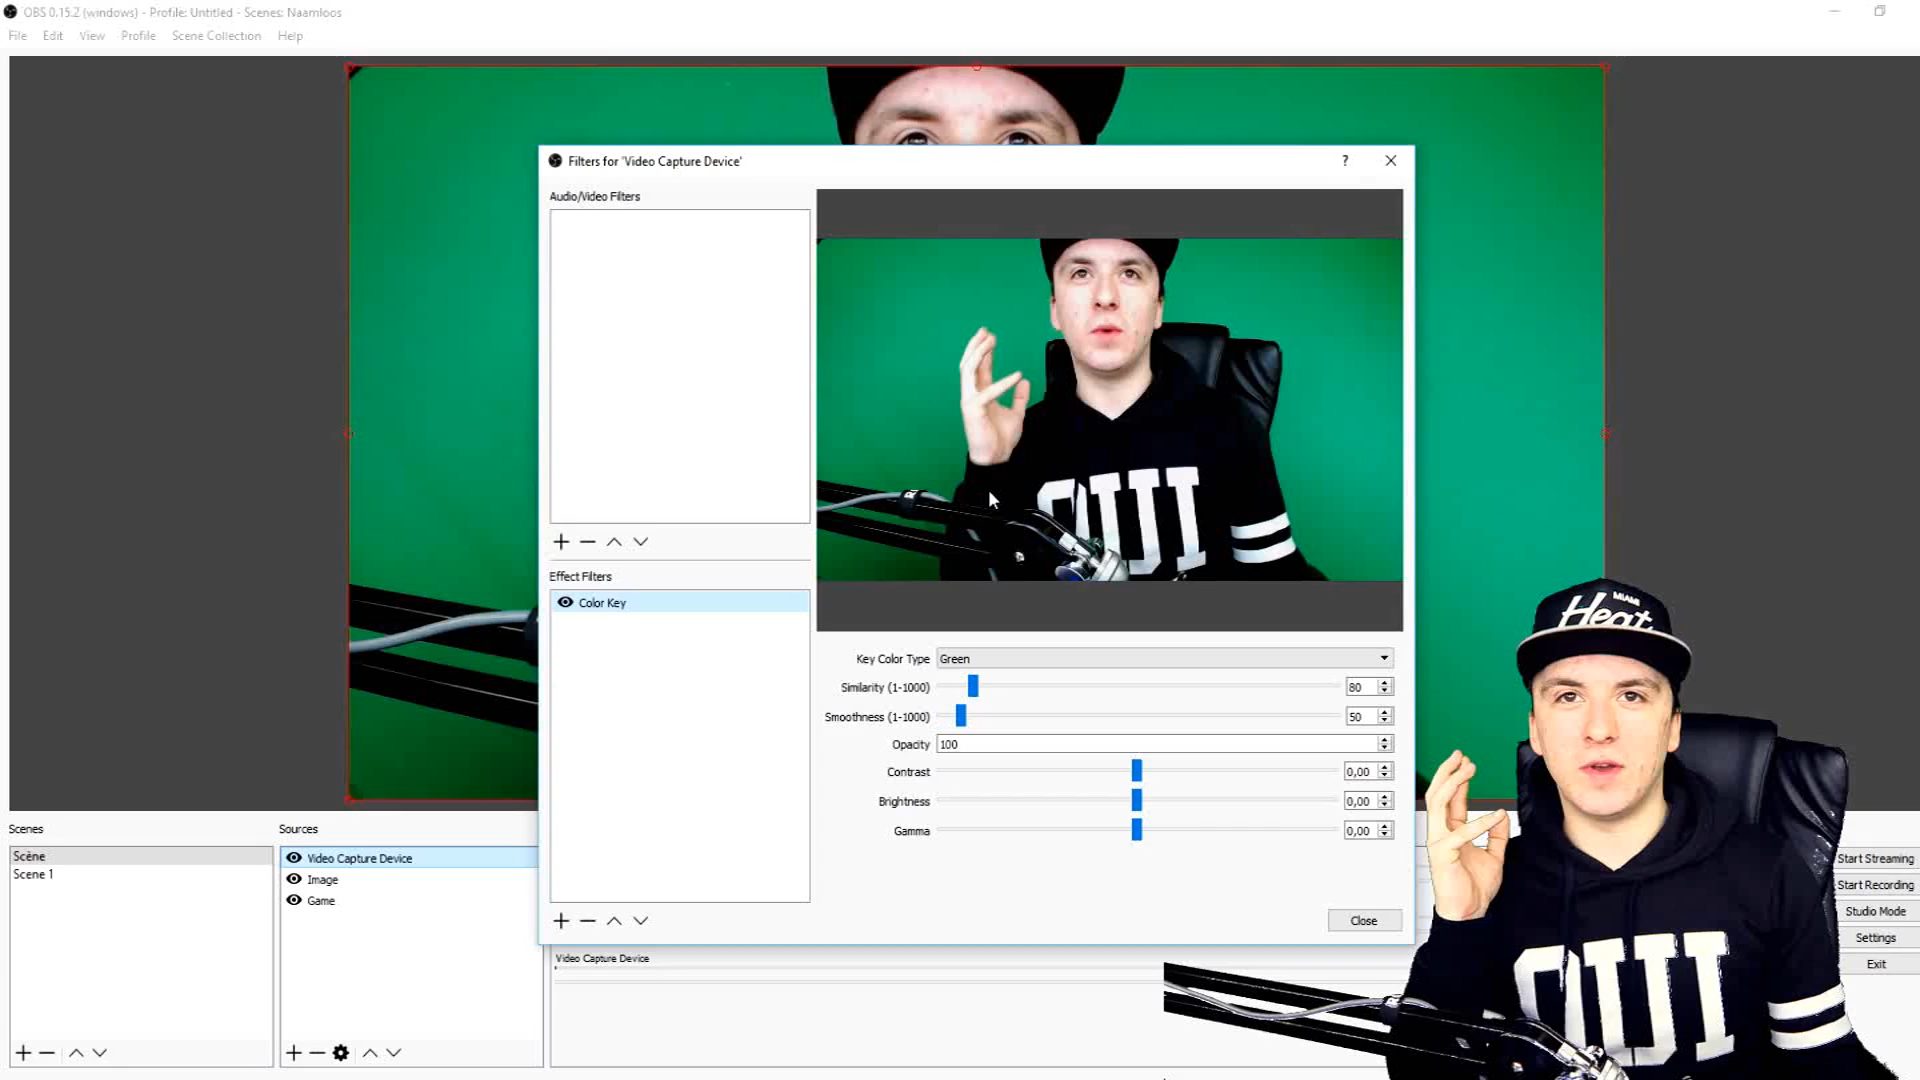 OBS 0.15.2 (windows) - Profile: Untitled - Scenes: Naamloos
File Edit View Profile Scene Collection Help
Filters for 'Video Capture Device'
?
Audio/Video Filters
OUI
Effect Filters
Color Key
Key Color Type Green
Similarity (1-1000) 80
Smoothness (1-1000) 50
Opacity 100
Contrast 0,00
Brightness 0,00
Gamma 0,00
Close
MIAMI
Heat
Scenes
Scène
Scene 1
Sources
Video Capture Device
Image
Game
Video Capture Device
Start Streaming
Start Recording
Studio Mode
Settings
Exit
OUI